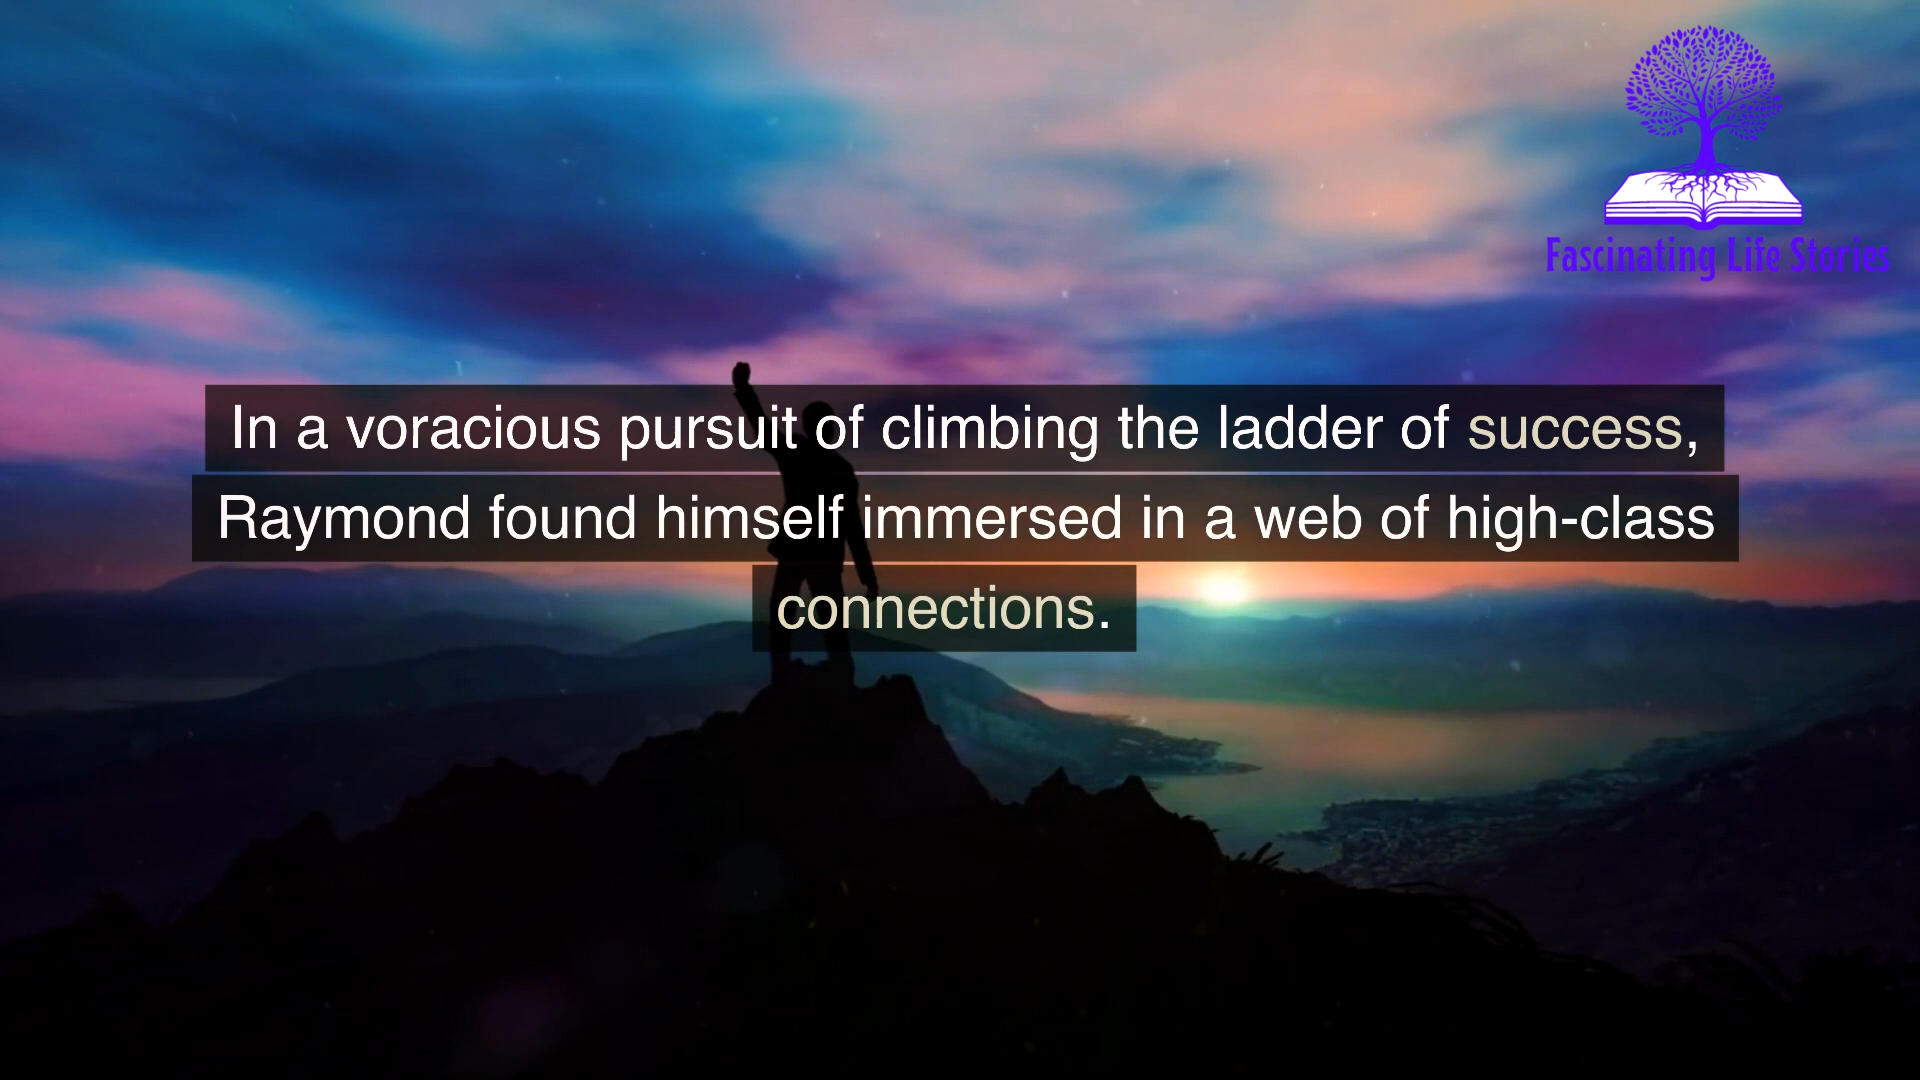 Fascinating Life Stories
In a voracious pursuit of climbing the ladder of success,
Raymond found himself immersed in a web of high-class
connections.